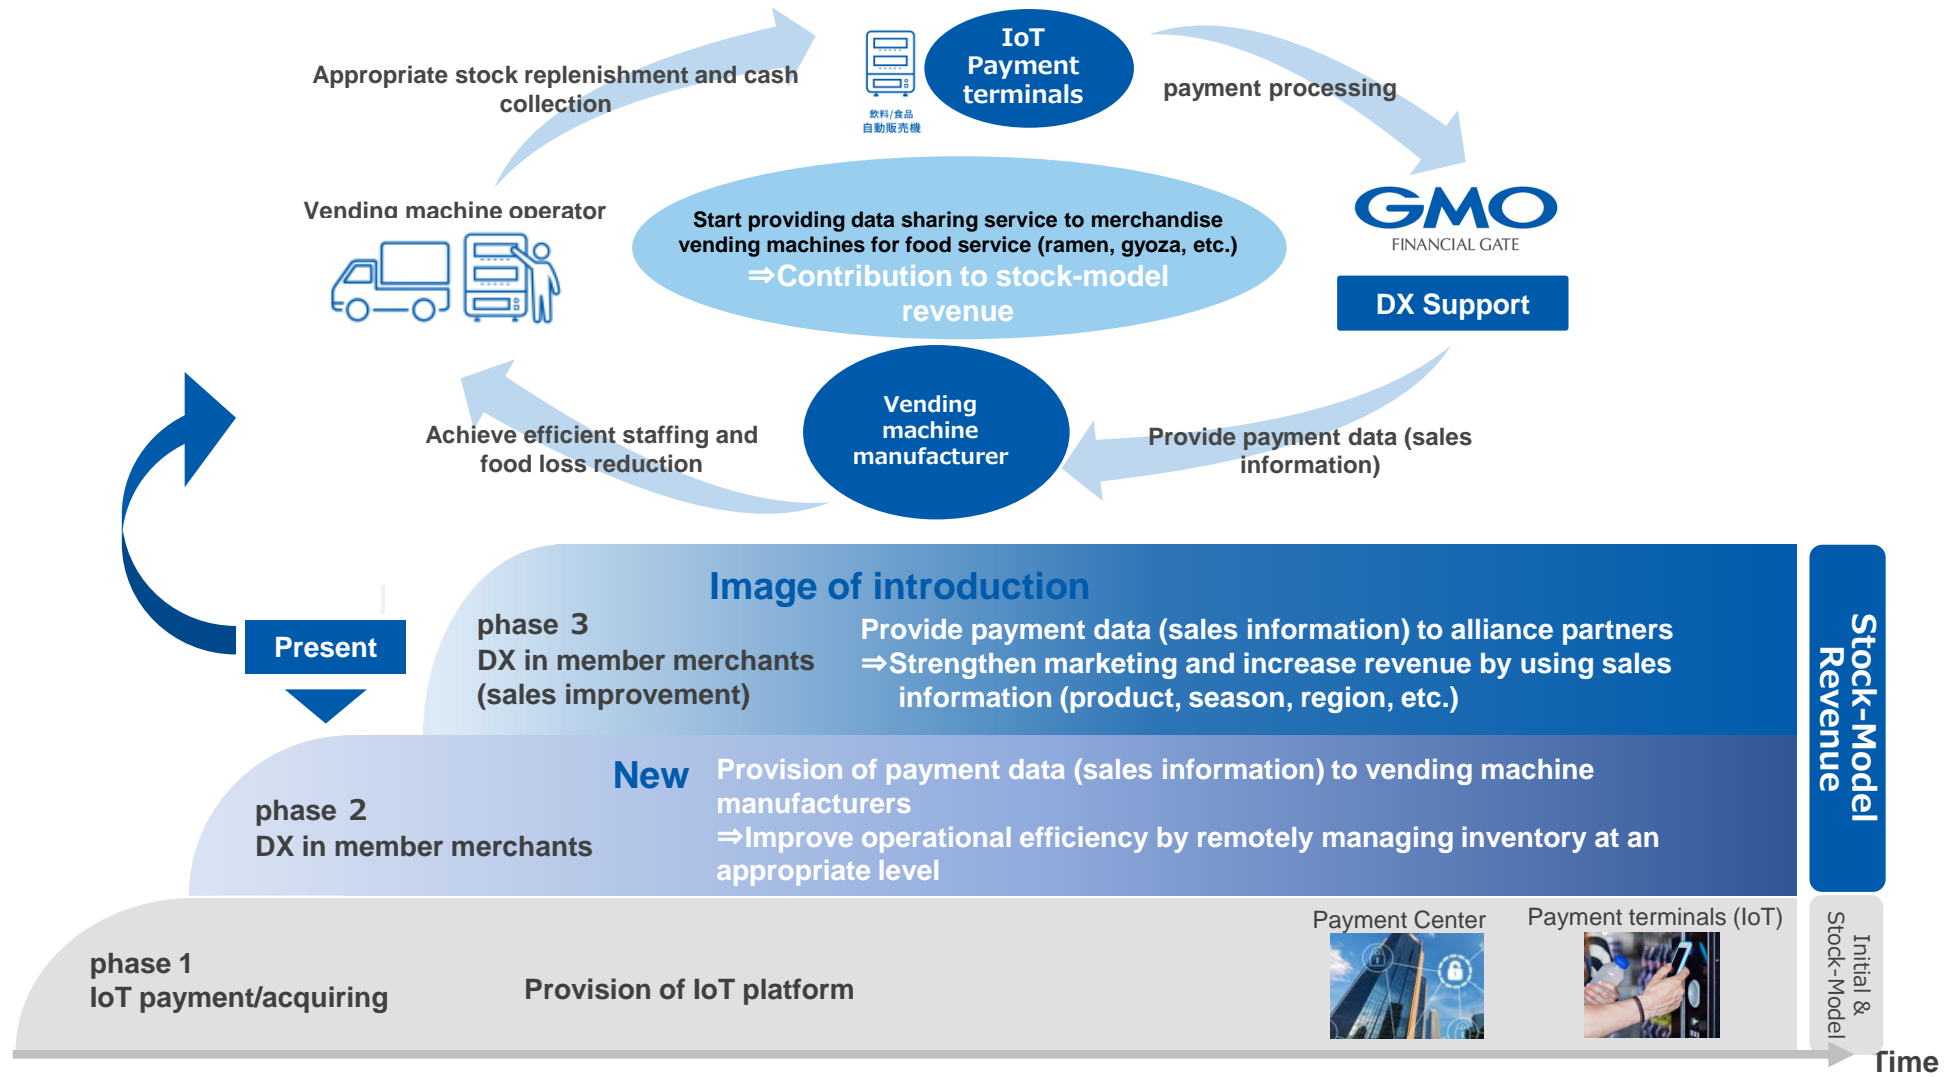 IoT
Payment
terminals
飲料/食品
自動販売機
Appropriate stock replenishment and cash
collection
payment processing
Vending machine operator
Start providing data sharing service to merchandise
vending machines for food service (ramen, gyoza, etc.)
⇒Contribution to stock-model
revenue
GMO
FINANCIAL GATE
DX Support
Vending
machine
manufacturer
Achieve efficient staffing and
food loss reduction
Provide payment data (sales
information)
Present
Image of introduction
phase 3
DX in member merchants
(sales improvement)
Provide payment data (sales information) to alliance partners
⇒Strengthen marketing and increase revenue by using sales
information (product, season, region, etc.)
Stock-Model
Revenue
New
phase 2
DX in member merchants
Provision of payment data (sales information) to vending machine
manufacturers
⇒Improve operational efficiency by remotely managing inventory at an
appropriate level
phase 1
IoT payment/acquiring
Provision of IoT platform
Payment Center
Payment terminals (IoT)
Initial &
Stock-Model
Time